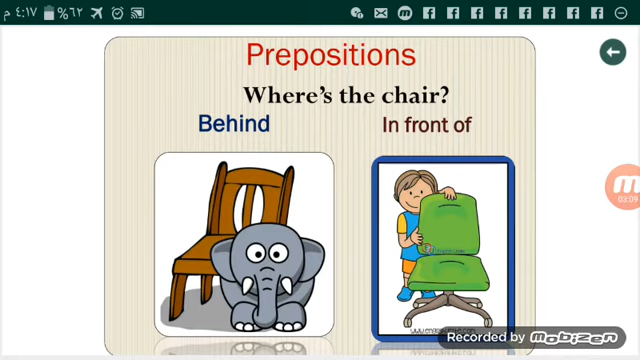 م ٤:١٧ %٦٢
Prepositions
Where's the chair?
Behind
In front of
03:09
Recorded by mobizen